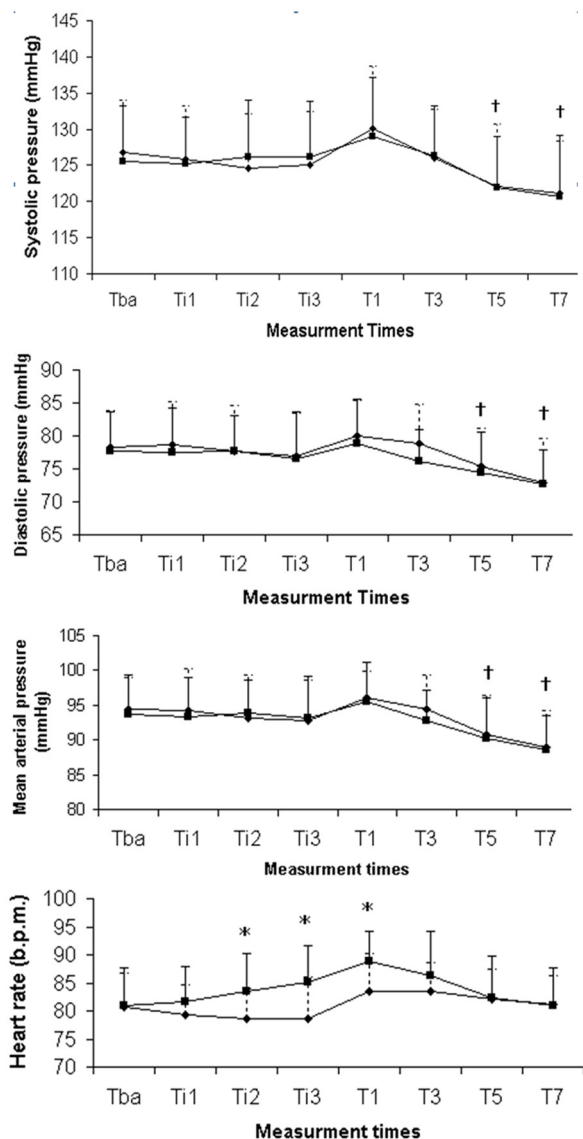 Systolic pressure (mmHg)
145
140
135
130
125
120
115
110
† †
Tba Ti1 Ti2 Ti3 T1 T3 T5 T7
Measurment Times
Diastolic pressure (mmHg)
90
85
80
75
70
65
† †
Tba Ti1 Ti2 Ti3 T1 T3 T5 T7
Measurment Times
Mean arterial pressure
(mmHg)
105
100
95
90
85
80
† †
Tba Ti1 Ti2 Ti3 T1 T3 T5 T7
Measurment times
Heart rate (b.p.m.)
100
95
90
85
80
75
70
* * *
Tba Ti1 Ti2 Ti3 T1 T3 T5 T7
Measurment times